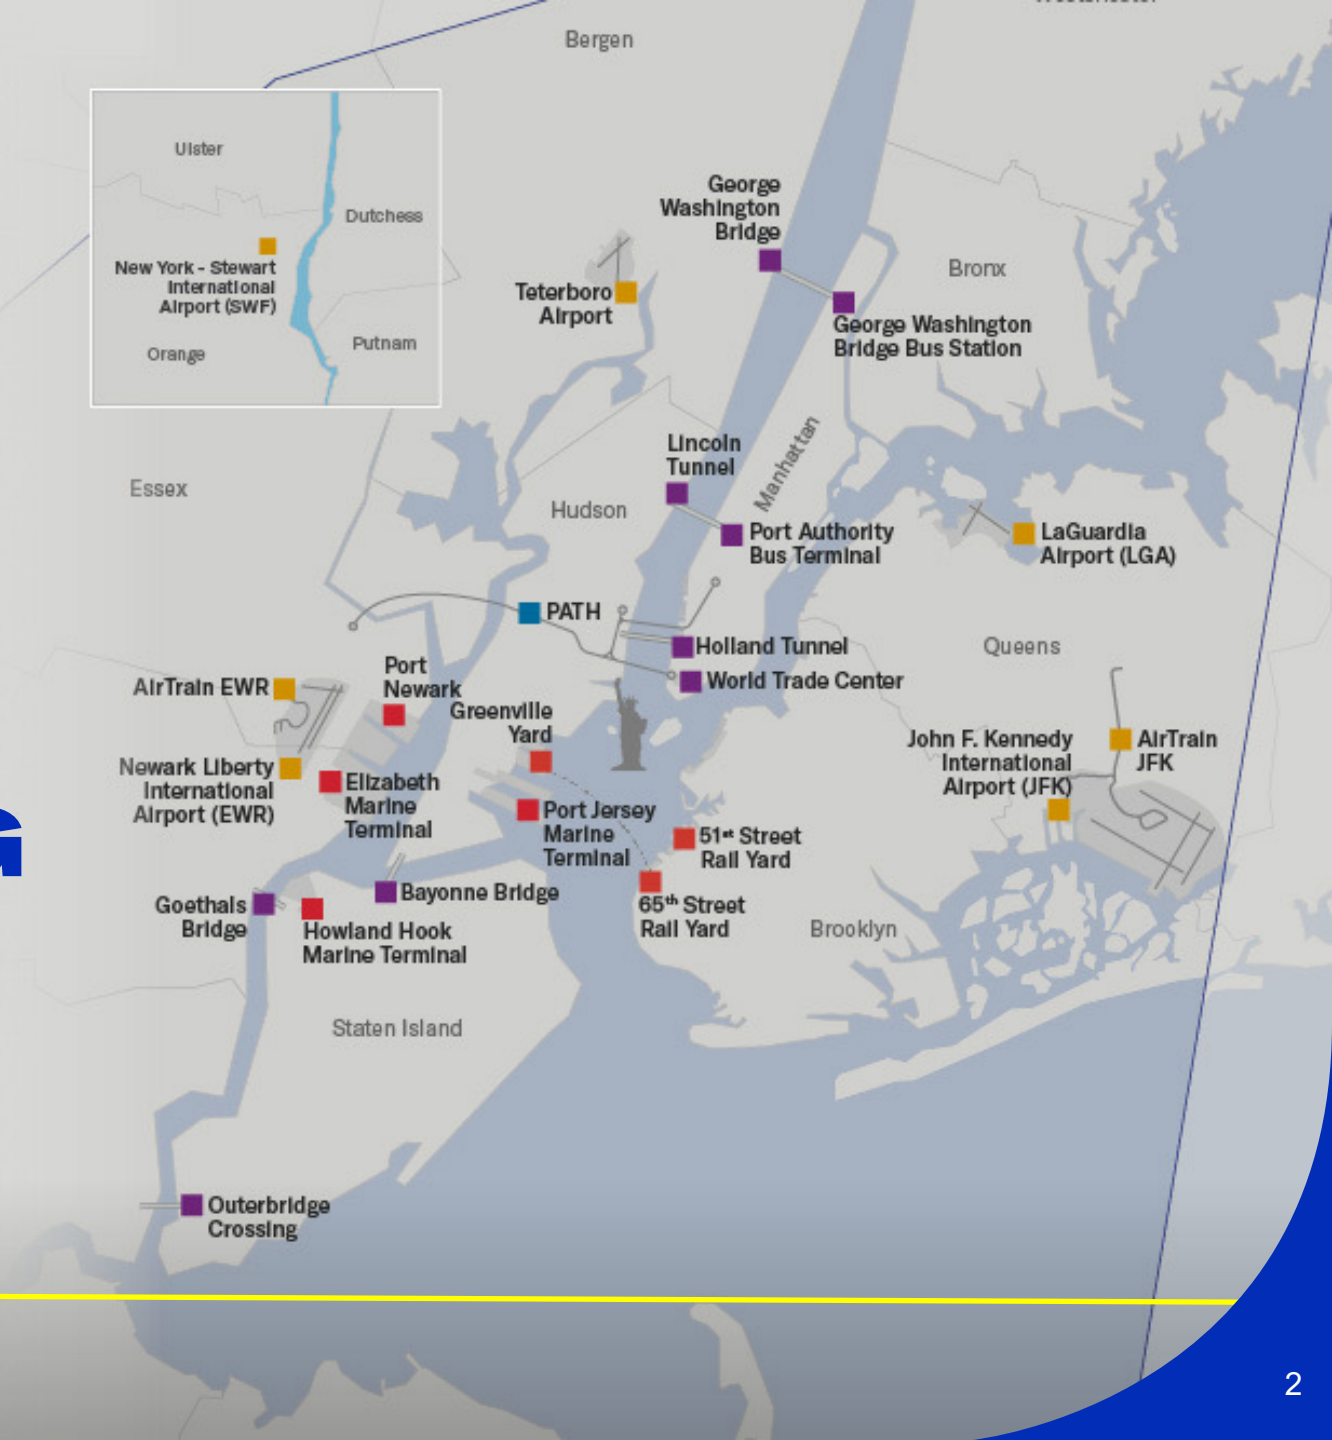 Bergen
Ulster
Dutchess
New York - Stewart
International
Airport (SWF)
Orange
Putnam
George
Washington
Bridge
Bronx
Teterboro
Airport
George Washington
Bridge Bus Station
Manhattan
Lincoln
Tunnel
Essex
Hudson
Port Authority
Bus Terminal
LaGuardia
Airport (LGA)
PATH
Holland Tunnel
Queens
World Trade Center
AirTrain EWR
Port
Newark
Greenville
Yard
John F. Kennedy
International
Airport (JFK)
AirTrain
JFK
Newark Liberty
International
Airport (EWR)
Elizabeth
Marine
Terminal
Port Jersey
Marine
Terminal
51st Street
Rail Yard
65th Street
Rail Yard
Bayonne Bridge
Goethals
Bridge
Howland Hook
Marine Terminal
Brooklyn
Staten Island
Outerbridge
Crossing
2